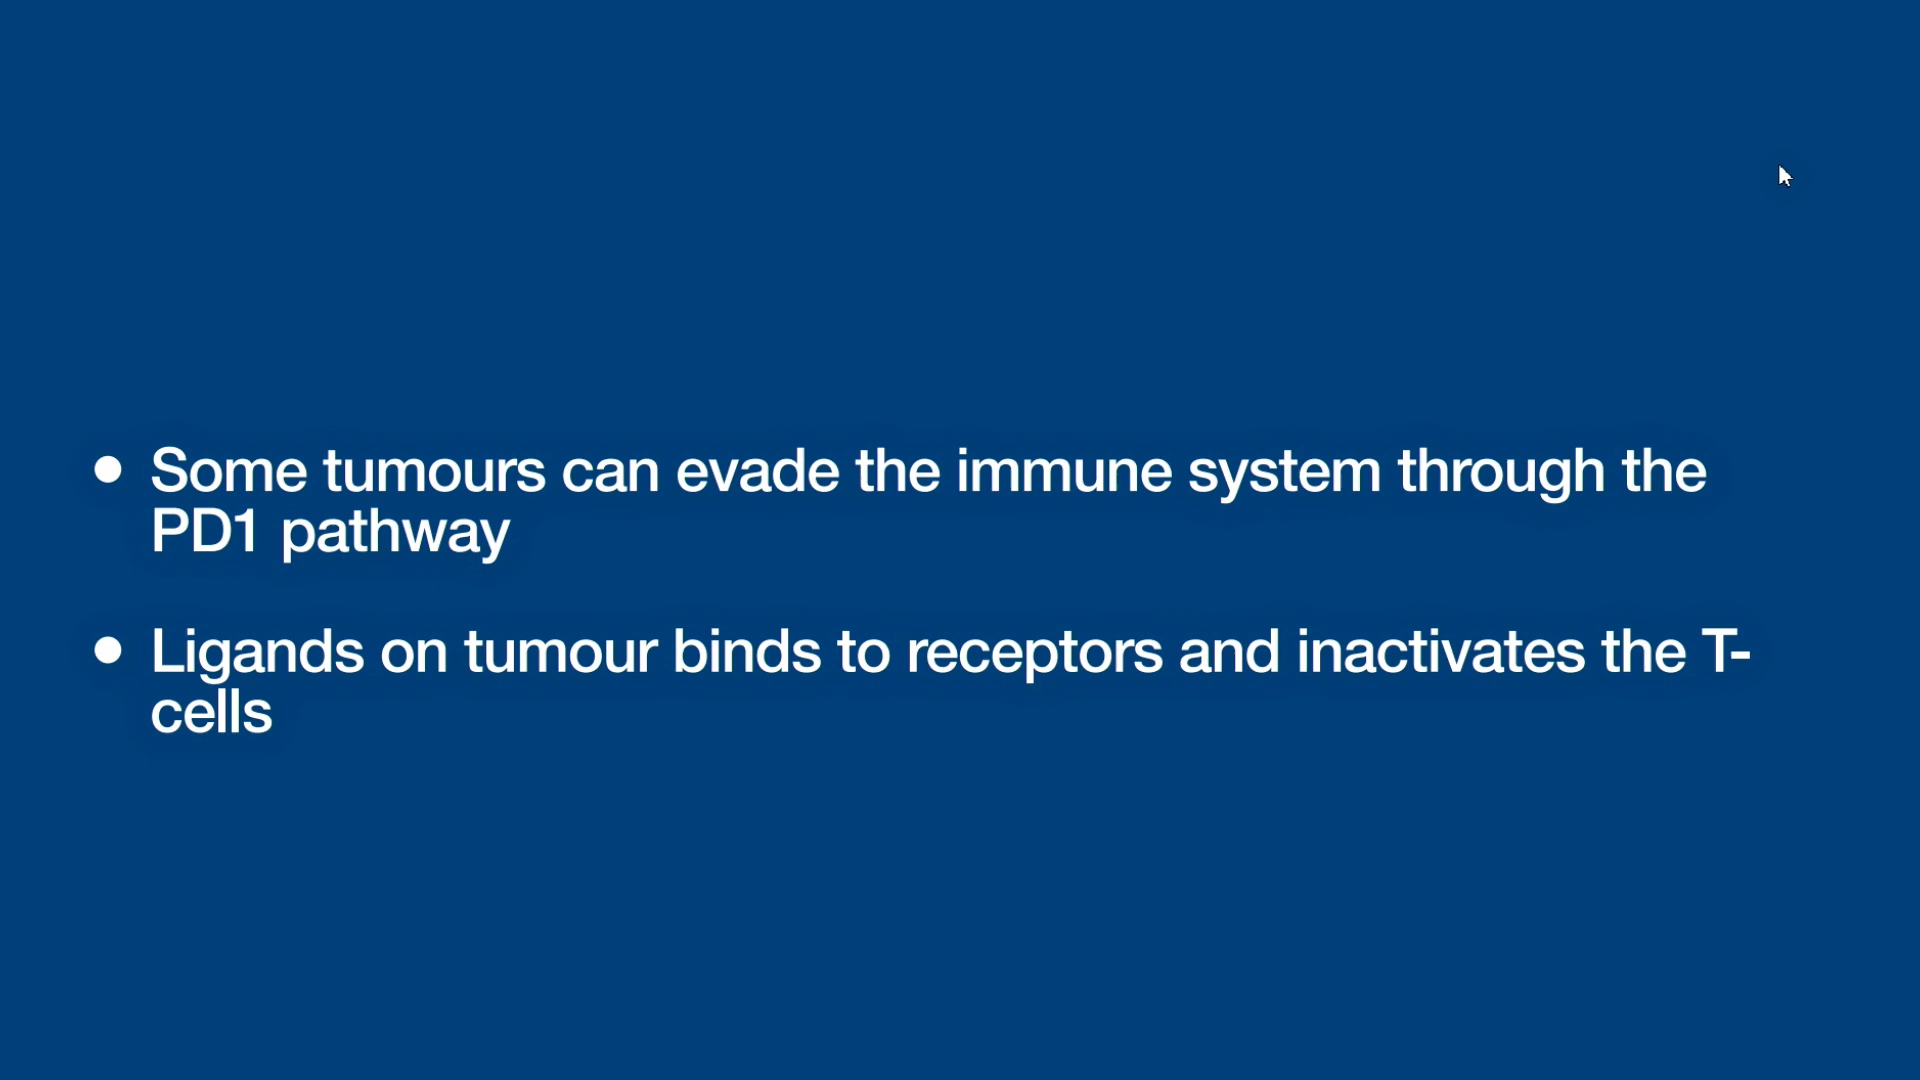 • Some tumours can evade the immune system through the
PD1 pathway
• Ligands on tumour binds to receptors and inactivates the T-
cells